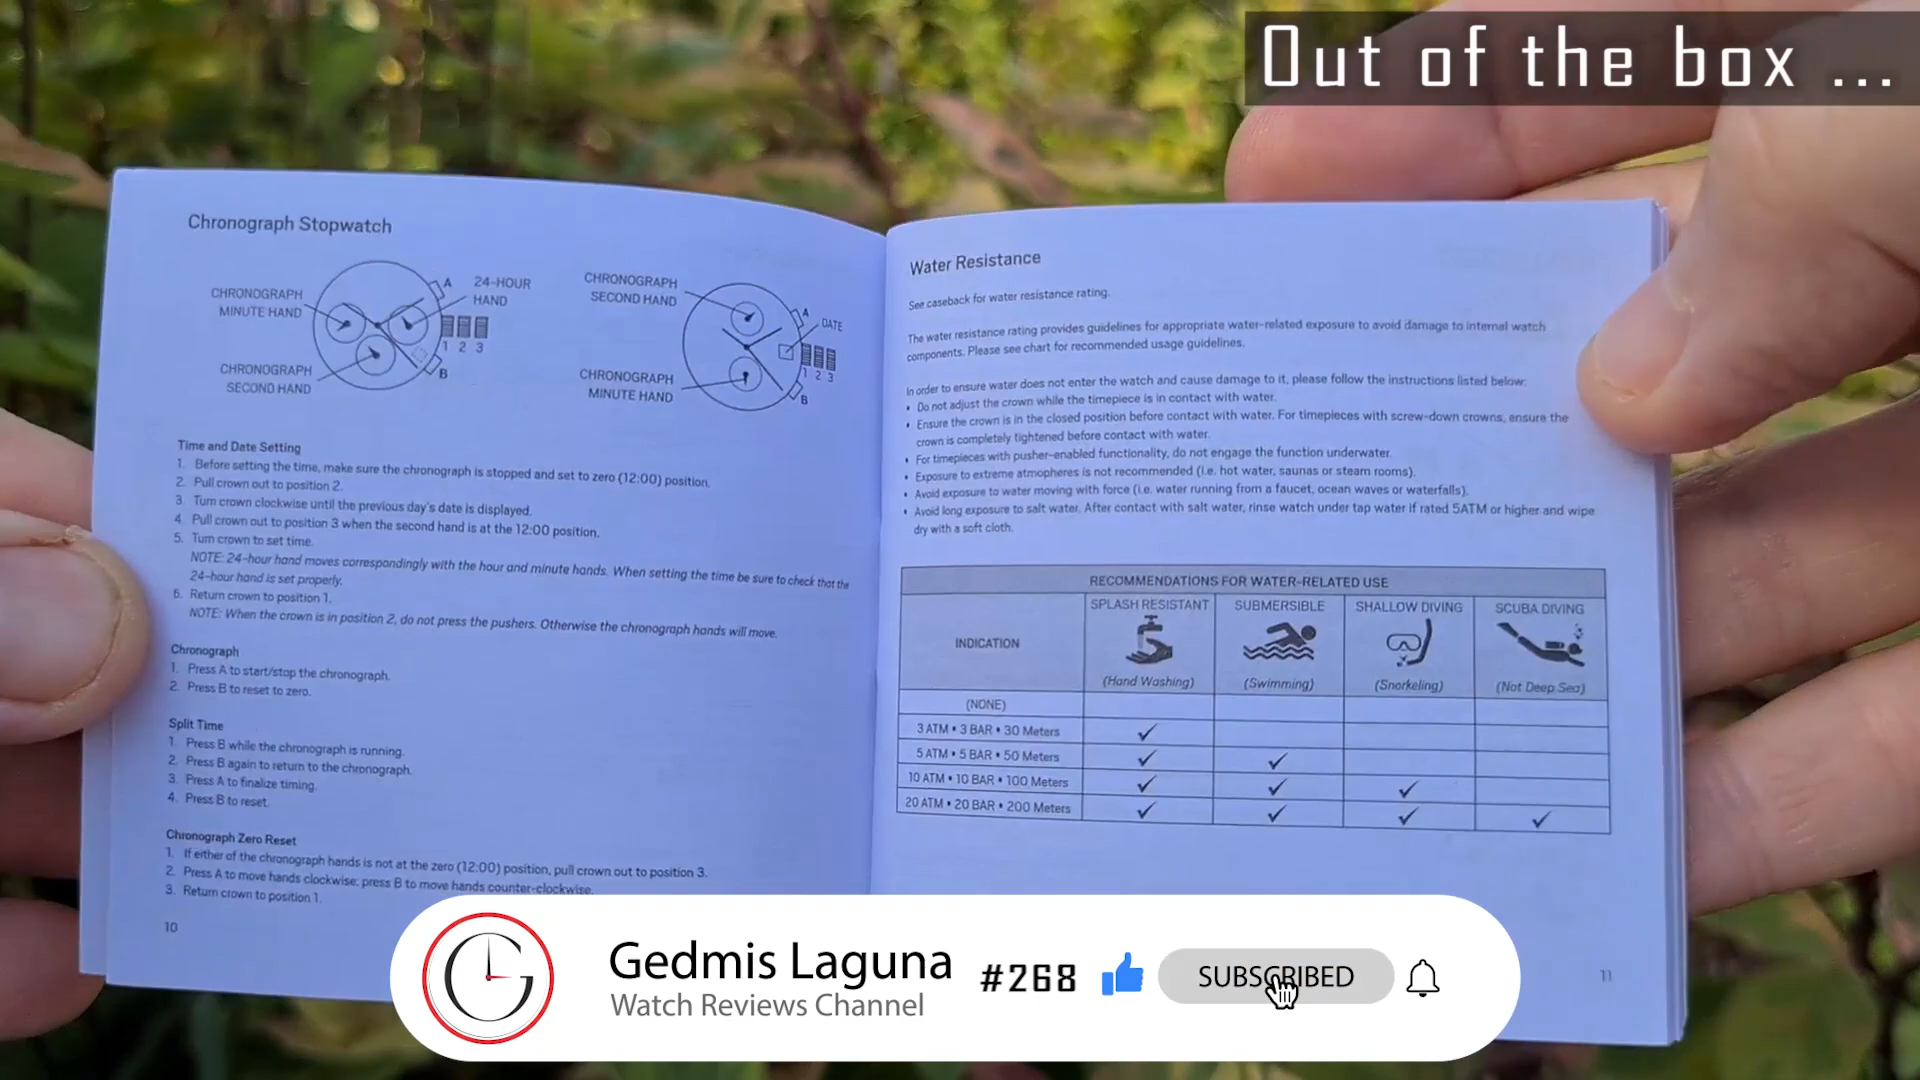 Out of the box ...
Chronograph Stopwatch
CHRONOGRAPH
MINUTE HAND
A
24-HOUR
HAND
1 2 3
CHRONOGRAPH
SECOND HAND
B
CHRONOGRAPH
SECOND HAND
A
DATE
1 2 3
CHRONOGRAPH
MINUTE HAND
B
Time and Date Setting
1. Before setting the time, make sure the chronograph is stopped and set to zero (12:00) position.
2. Pull crown out to position 2.
3. Turn crown clockwise until the previous day's date is displayed.
4. Pull crown out to position 3 when the second hand is at the 12:00 position.
5. Turn crown to set time.
NOTE: 24-hour hand moves correspondingly with the hour and minute hands. When setting the time be sure to check that the
24-hour hand is set properly.
6. Return crown to position 1.
NOTE: When the crown is in position 2, do not press the pushers. Otherwise the chronograph hands will move.
Chronograph
1. Press A to start/stop the chronograph.
2. Press B to reset to zero.
Split Time
1. Press B while the chronograph is running.
2. Press B again to return to the chronograph.
3. Press A to finalize timing.
4. Press B to reset.
Chronograph Zero Reset
1. If either of the chronograph hands is not at the zero (12:00) position, pull crown out to position 3.
2. Press A to move hands clockwise; press B to move hands counter-clockwise.
3. Return crown to position 1.
10
Water Resistance
See caseback for water resistance rating.
The water resistance rating provides guidelines for appropriate water-related exposure to avoid damage to internal watch
components. Please see chart for recommended usage guidelines.
In order to ensure water does not enter the watch and cause damage to it, please follow the instructions listed below:
• Do not adjust the crown while the timepiece is in contact with water.
• Ensure the crown is in the closed position before contact with water. For timepieces with screw-down crowns, ensure the
crown is completely tightened before contact with water.
• For timepieces with pusher-enabled functionality, do not engage the function underwater.
• Exposure to extreme atmopheres is not recommended (i.e. hot water, saunas or steam rooms).
• Avoid exposure to water moving with force (i.e. water running from a faucet, ocean waves or waterfalls).
• Avoid long exposure to salt water. After contact with salt water, rinse watch under tap water if rated 5ATM or higher and wipe
dry with a soft cloth.
RECOMMENDATIONS FOR WATER-RELATED USE
INDICATION
SPLASH RESISTANT
SUBMERSIBLE
SHALLOW DIVING
SCUBA DIVING
(Hand Washing)
(Swimming)
(Snorkeling)
(Not Deep Sea)
(NONE)
3 ATM • 3 BAR • 30 Meters ✓
5 ATM • 5 BAR • 50 Meters ✓ ✓
10 ATM • 10 BAR • 100 Meters ✓ ✓ ✓
20 ATM • 20 BAR • 200 Meters ✓ ✓ ✓ ✓
11
G
Gedmis Laguna
Watch Reviews Channel
#268
SUBSCRIBED